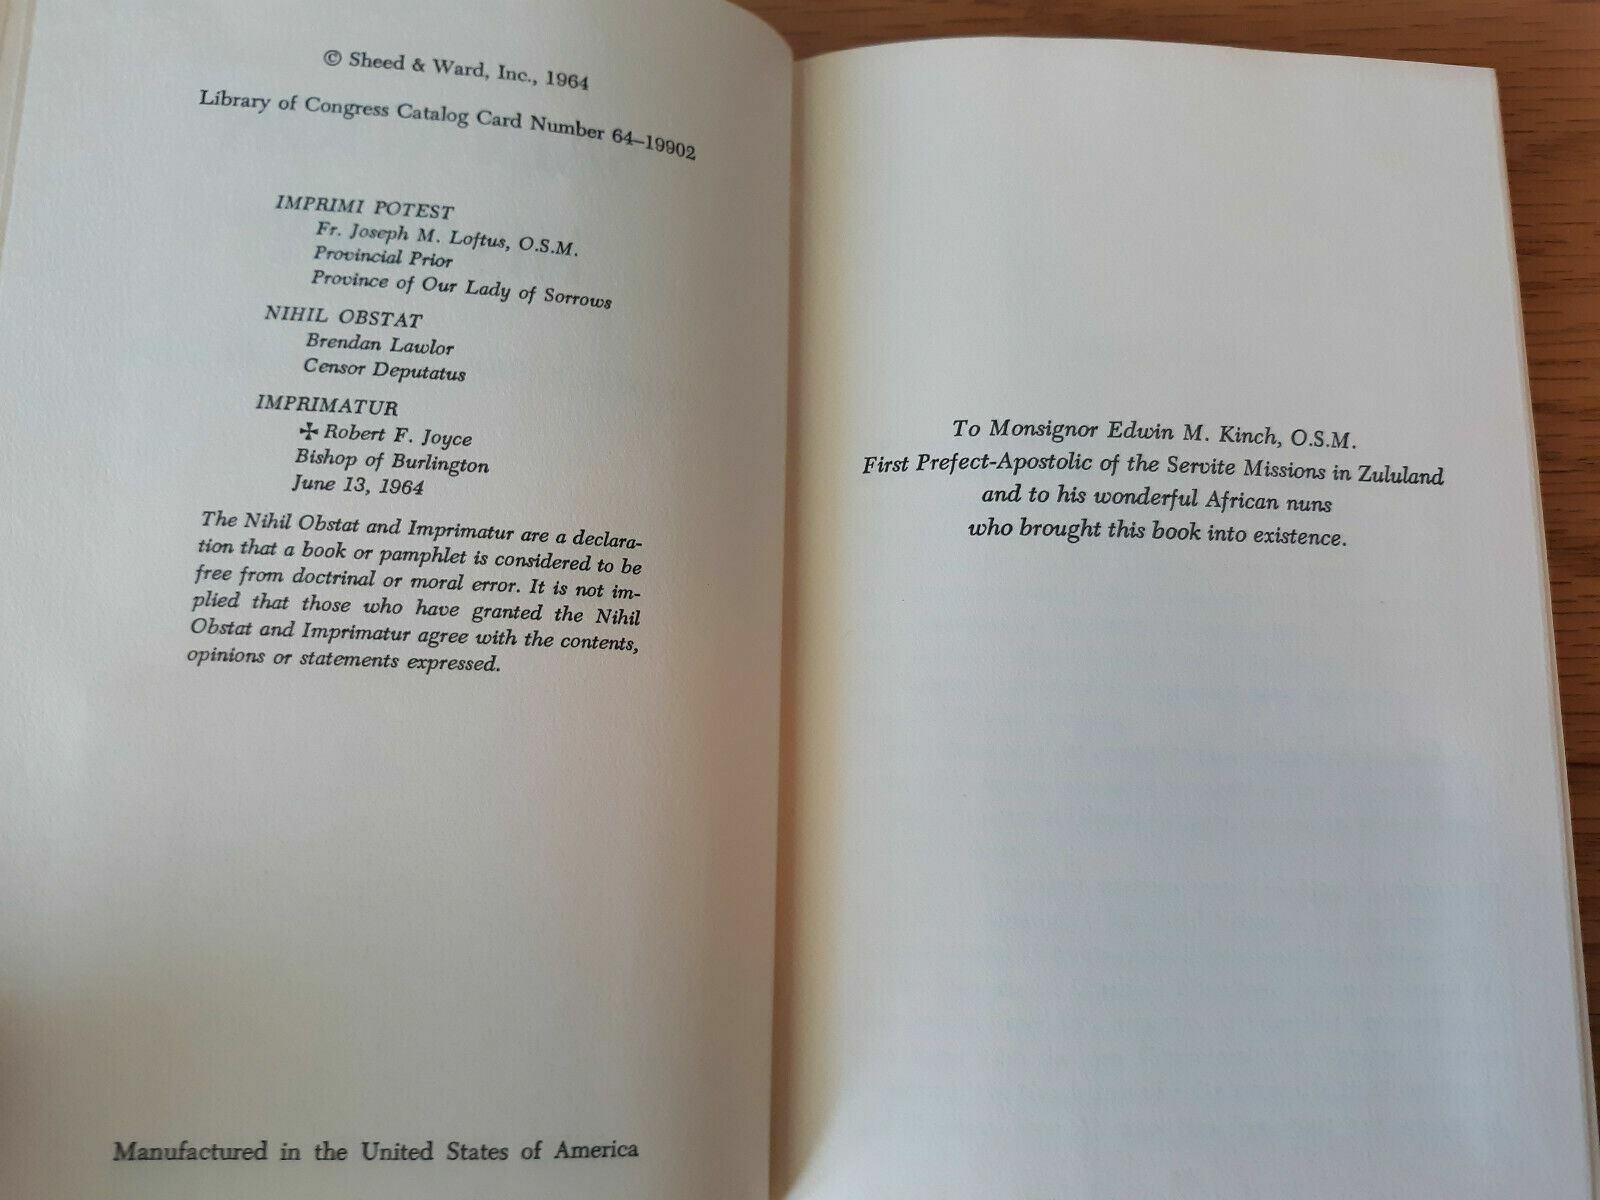 © Sheed & Ward, Inc., 1964
Library of Congress Catalog Card Number 64–19902
IMPRIMI POTEST
Fr. Joseph M. Loftus, O.S.M.
Provincial Prior
Province of Our Lady of Sorrows
NIHIL OBSTAT
Brendan Lawlor
Censor Deputatus
IMPRIMATUR
✠ Robert F. Joyce
Bishop of Burlington
June 13, 1964
The Nihil Obstat and Imprimatur are a declara-
tion that a book or pamphlet is considered to be
free from doctrinal or moral error. It is not im-
plied that those who have granted the Nihil
Obstat and Imprimatur agree with the contents,
opinions or statements expressed.
Manufactured in the United States of America
To Monsignor Edwin M. Kinch, O.S.M.
First Prefect-Apostolic of the Servite Missions in Zululand
and to his wonderful African nuns
who brought this book into existence.